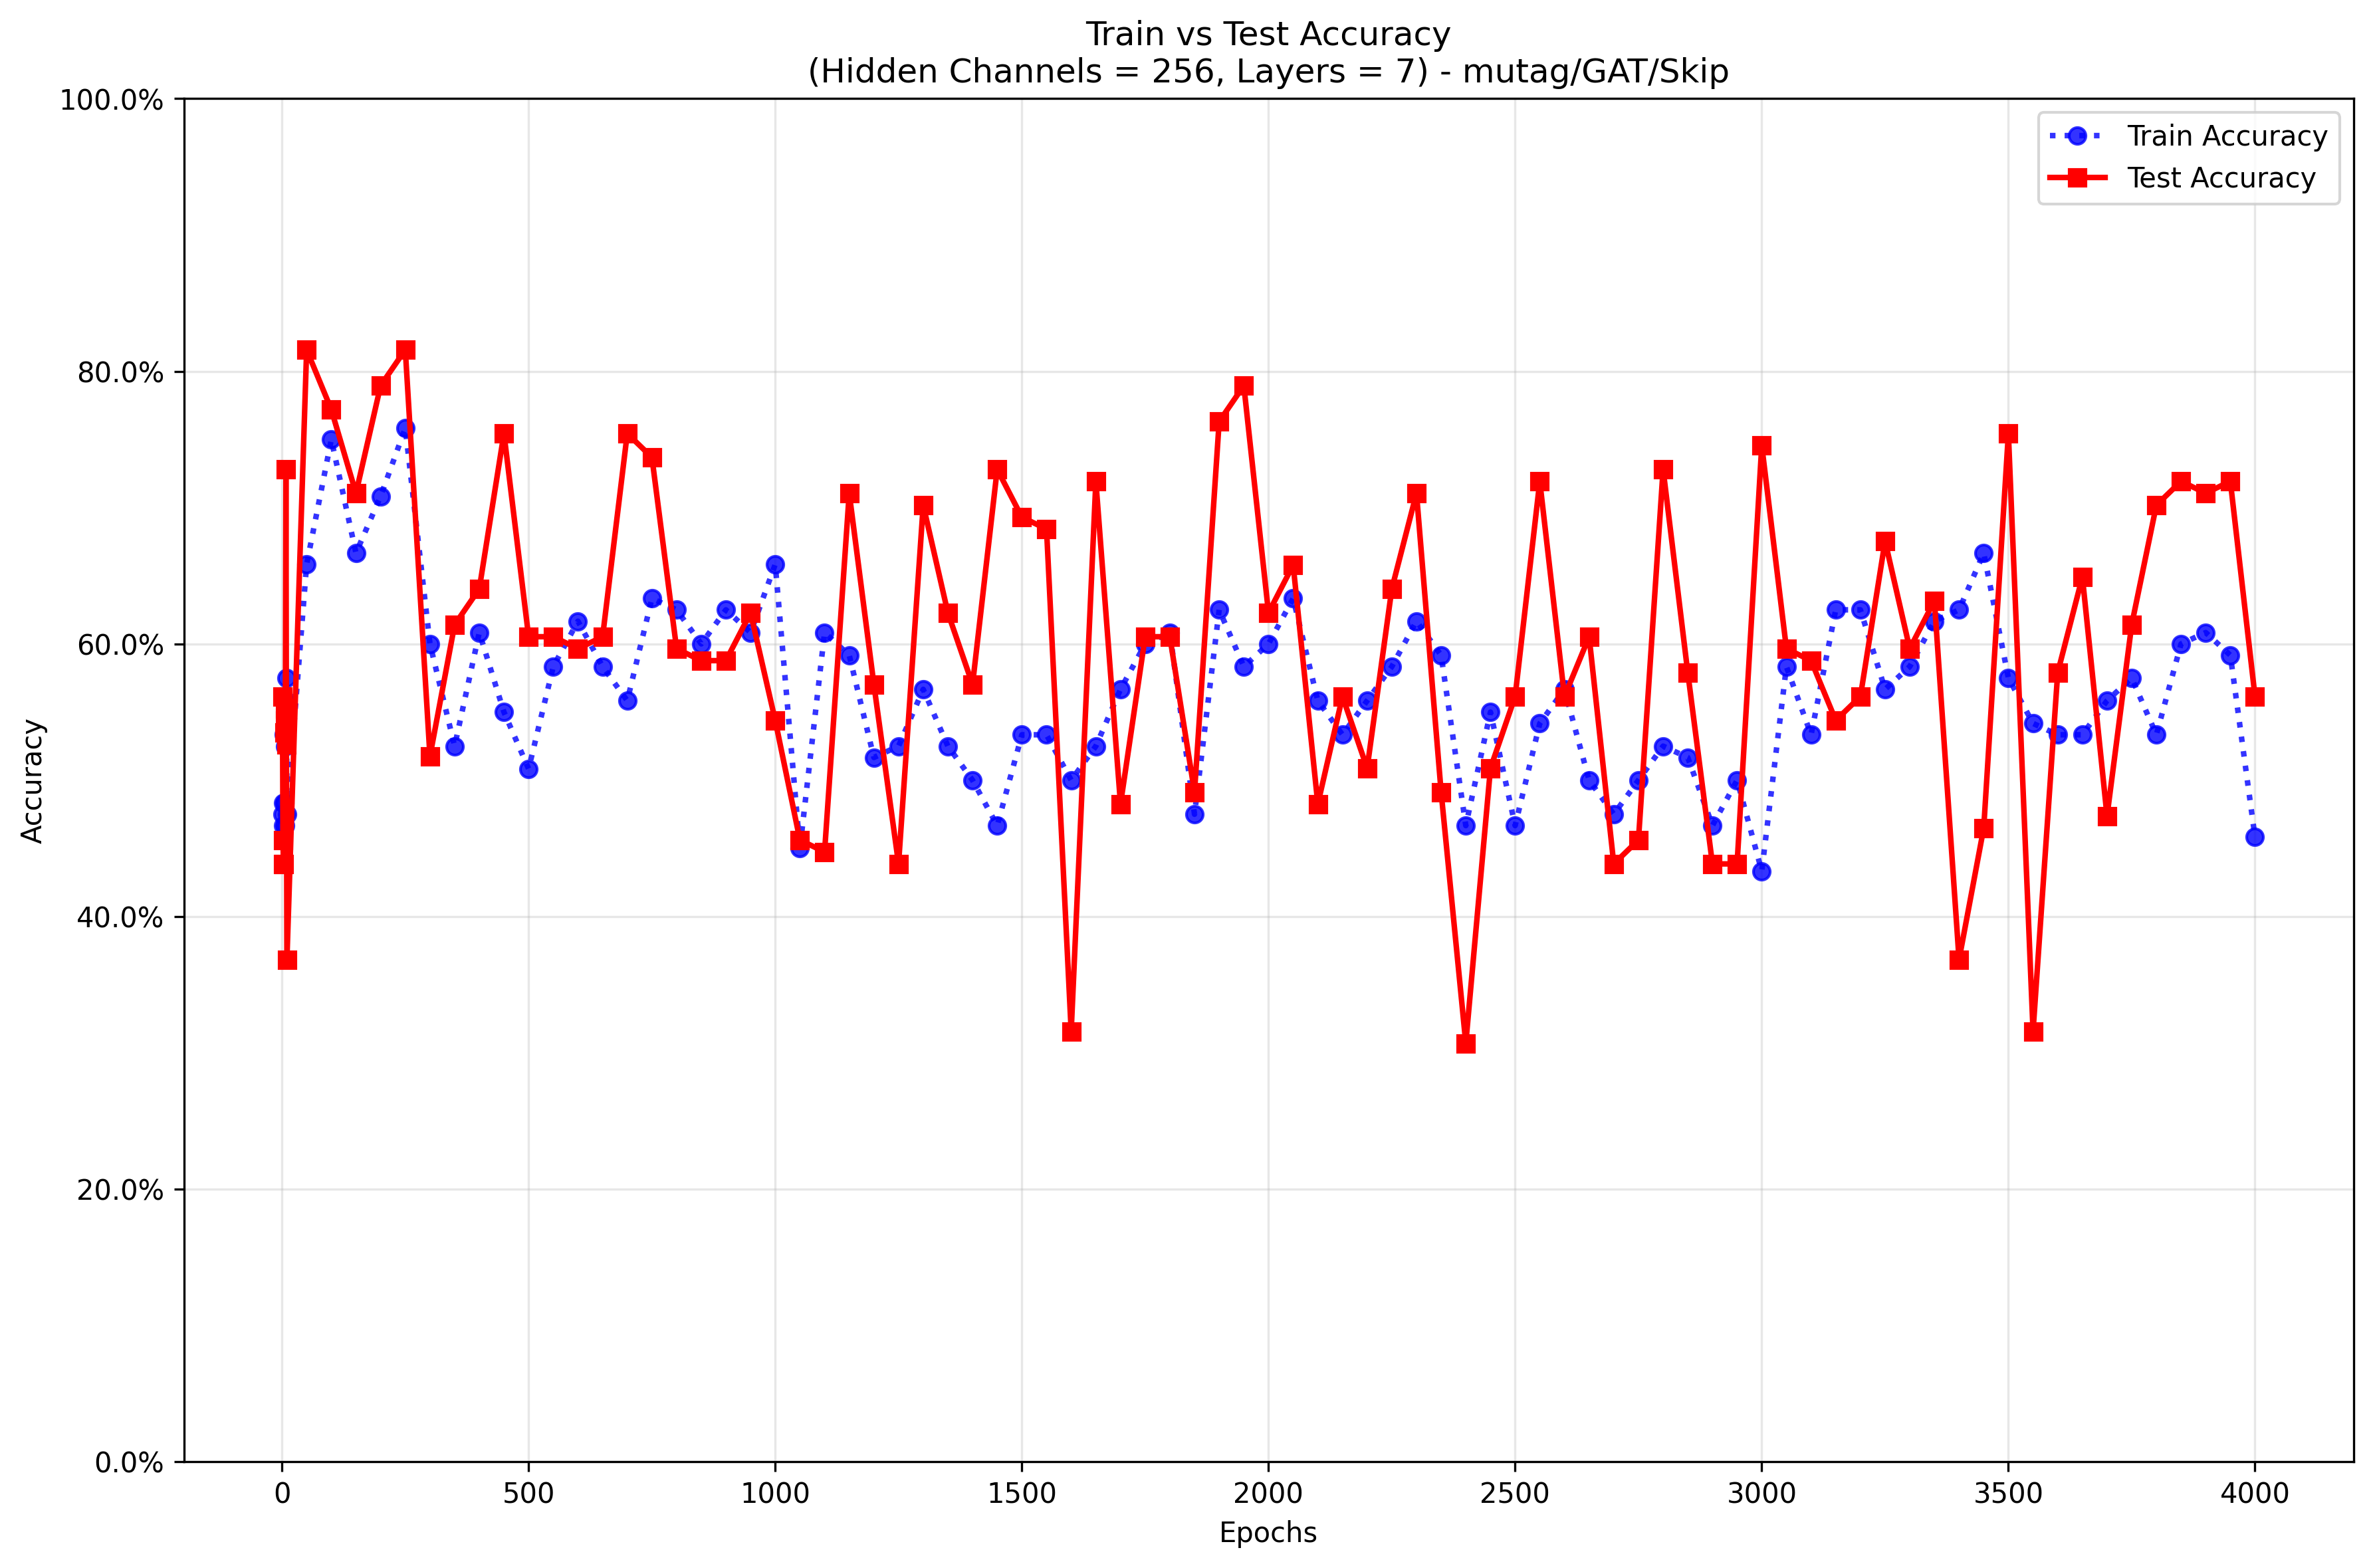 Train vs Test Accuracy
(Hidden Channels = 256, Layers = 7) - mutag/GAT/Skip
100.0%
80.0%
60.0%
40.0%
20.0%
0.0%
Accuracy
Train Accuracy
Test Accuracy
0 500 1000 1500 2000 2500 3000 3500 4000
Epochs